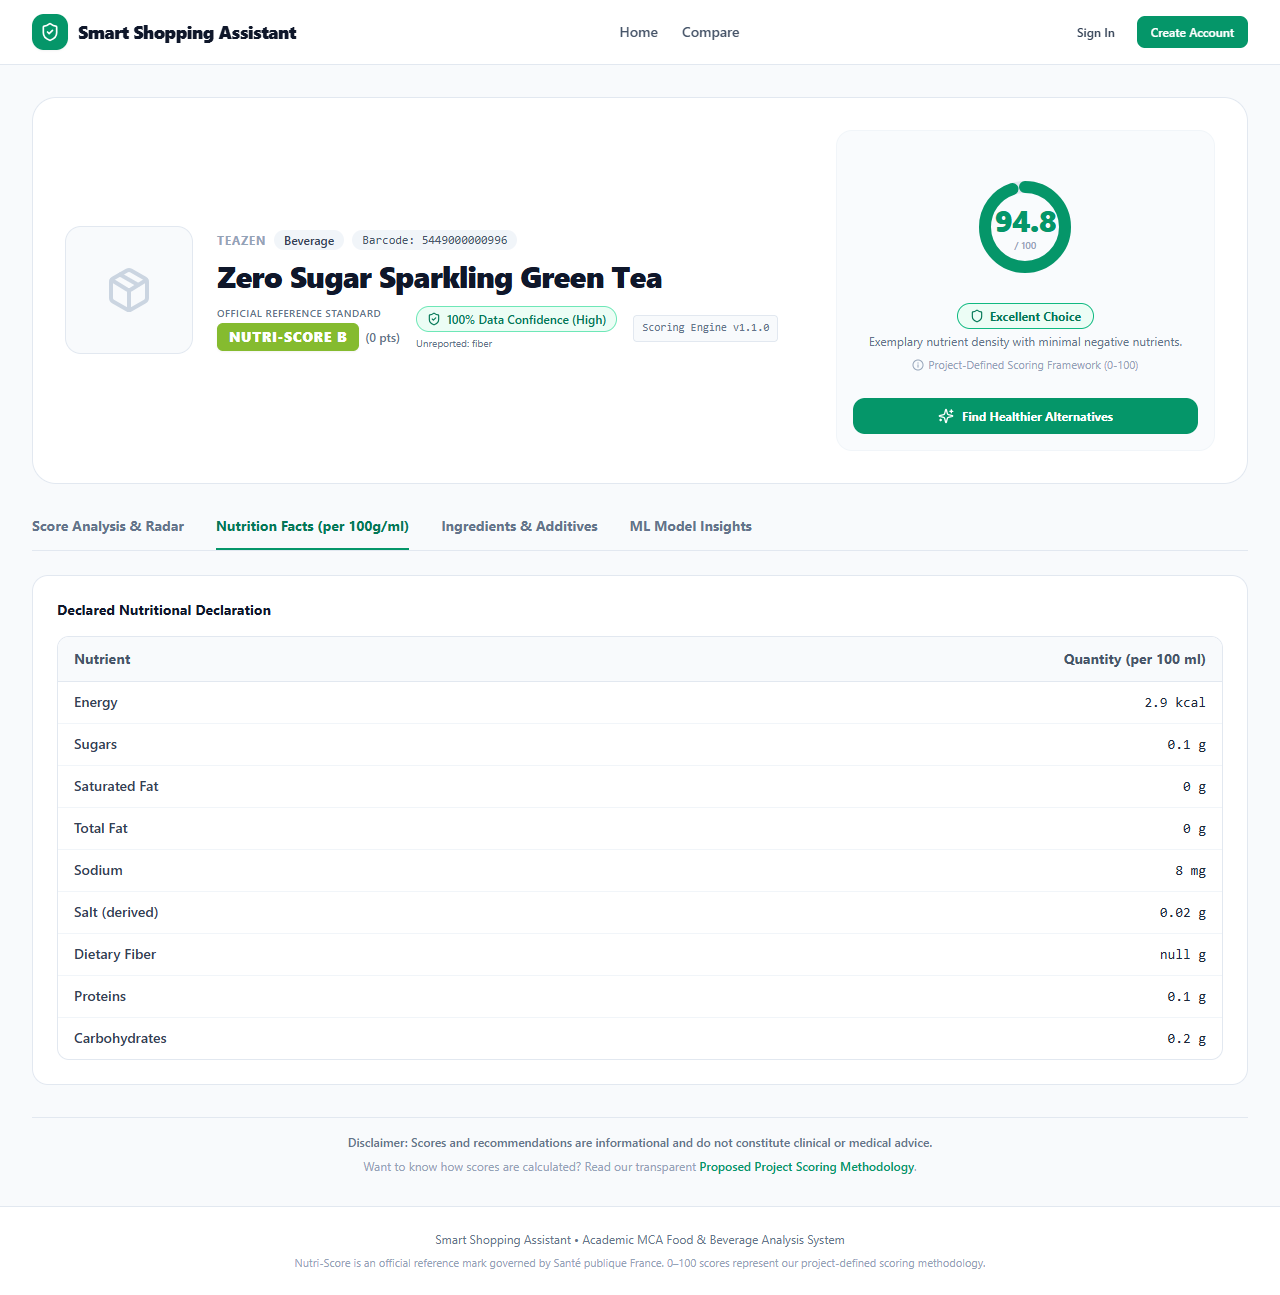 Smart Shopping Assistant
Home
Compare
Sign In
Create Account
TEAZEN
Beverage
Barcode: 5449000000996
Zero Sugar Sparkling Green Tea
OFFICIAL REFERENCE STANDARD
NUTRI-SCORE B
(0 pts)
100% Data Confidence (High)
Unreported: fiber
Scoring Engine v1.1.0
94.8
/ 100
Excellent Choice
Exemplary nutrient density with minimal negative nutrients.
Project-Defined Scoring Framework (0-100)
Find Healthier Alternatives
Score Analysis & Radar
Nutrition Facts (per 100g/ml)
Ingredients & Additives
ML Model Insights
Declared Nutritional Declaration
Nutrient Quantity (per 100 ml)
Energy 2.9 kcal
Sugars 0.1 g
Saturated Fat 0 g
Total Fat 0 g
Sodium 8 mg
Salt (derived) 0.02 g
Dietary Fiber null g
Proteins 0.1 g
Carbohydrates 0.2 g
Disclaimer: Scores and recommendations are informational and do not constitute clinical or medical advice.
Want to know how scores are calculated? Read our transparent Proposed Project Scoring Methodology.
Smart Shopping Assistant • Academic MCA Food & Beverage Analysis System
Nutri-Score is an official reference mark governed by Santé publique France. 0–100 scores represent our project-defined scoring methodology.